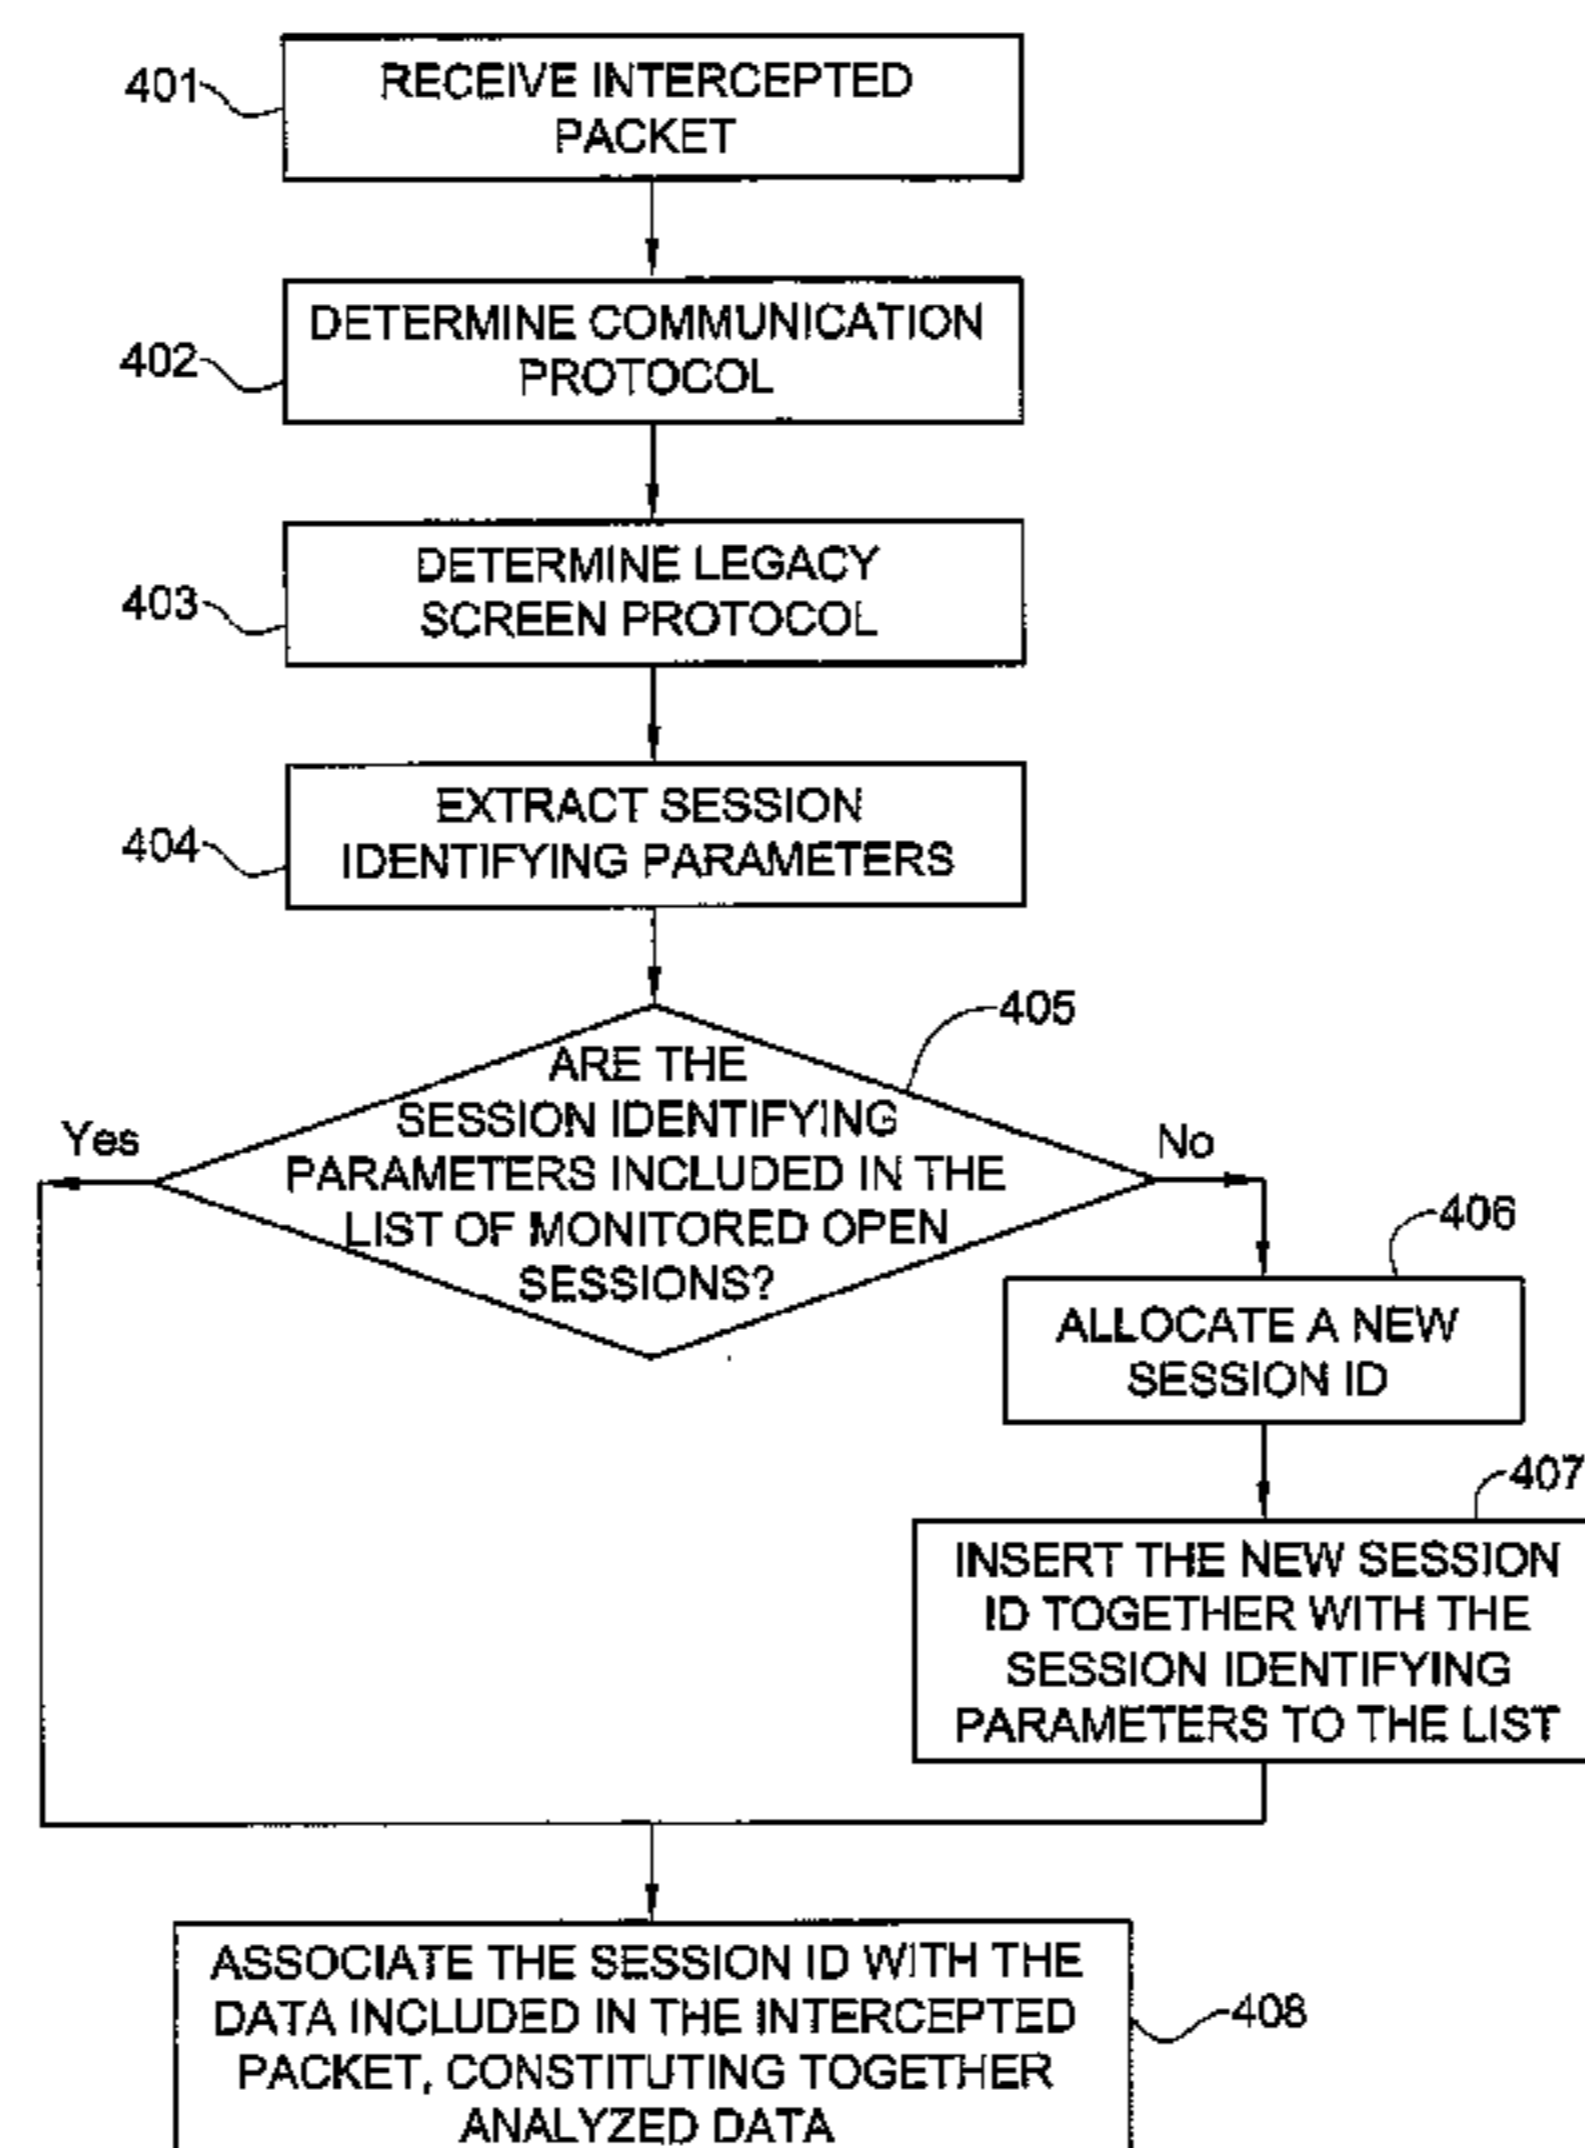 401
RECEIVE INTERCEPTED
PACKET
402
DETERMINE COMMUNICATION
PROTOCOL
403
DETERMINE LEGACY
SCREEN PROTOCOL
404
EXTRACT SESSION
IDENTIFYING PARAMETERS
405
ARE THE
SESSION IDENTIFYING
PARAMETERS INCLUDED IN THE
LIST OF MONITORED OPEN
SESSIONS?
Yes
No
406
ALLOCATE A NEW
SESSION ID
407
INSERT THE NEW SESSION
ID TOGETHER WITH THE
SESSION IDENTIFYING
PARAMETERS TO THE LIST
ASSOCIATE THE SESSION ID WITH THE
DATA INCLUDED IN THE INTERCEPTED
PACKET, CONSTITUTING TOGETHER
ANALYZED DATA
408